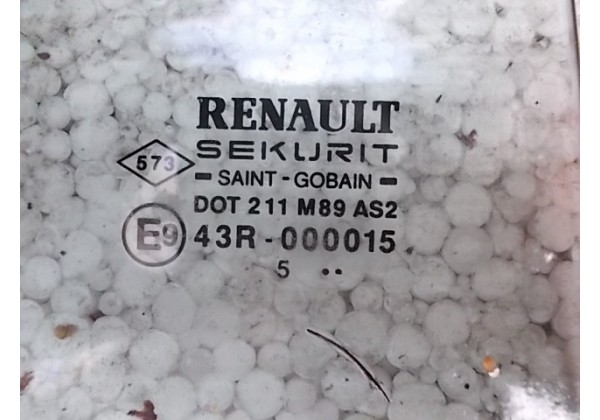 RENAULT
573
SEKURIT
SAINT-GOBAIN
DOT 211 M89 AS2
E9 43R-000015
5 ••